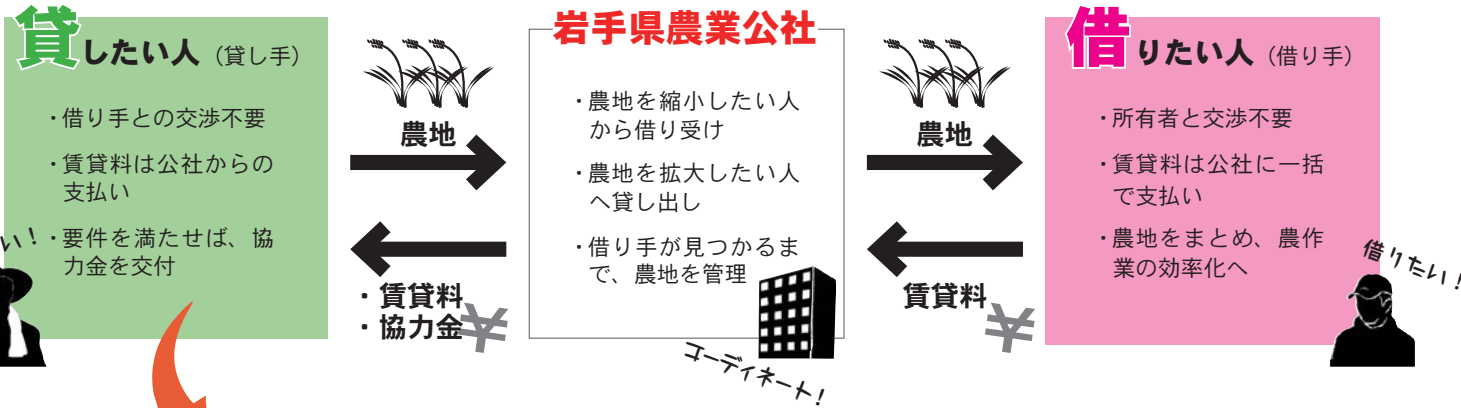 貸したい人（貸し手）
・借り手との交渉不要
・賃貸料は公社からの
支払い
・要件を満たせば、協
力金を交付
い！
農地
・賃貸料
・協力金
¥
岩手県農業公社
・農地を縮小したい人
から借り受け
・農地を拡大したい人
へ貸し出し
・借り手が見つかるま
で、農地を管理
コーディネート！
農地
賃貸料
¥
借りたい人（借り手）
・所有者と交渉不要
・賃貸料は公社に一括
で支払い
・農地をまとめ、農作
業の効率化へ
借りたい！